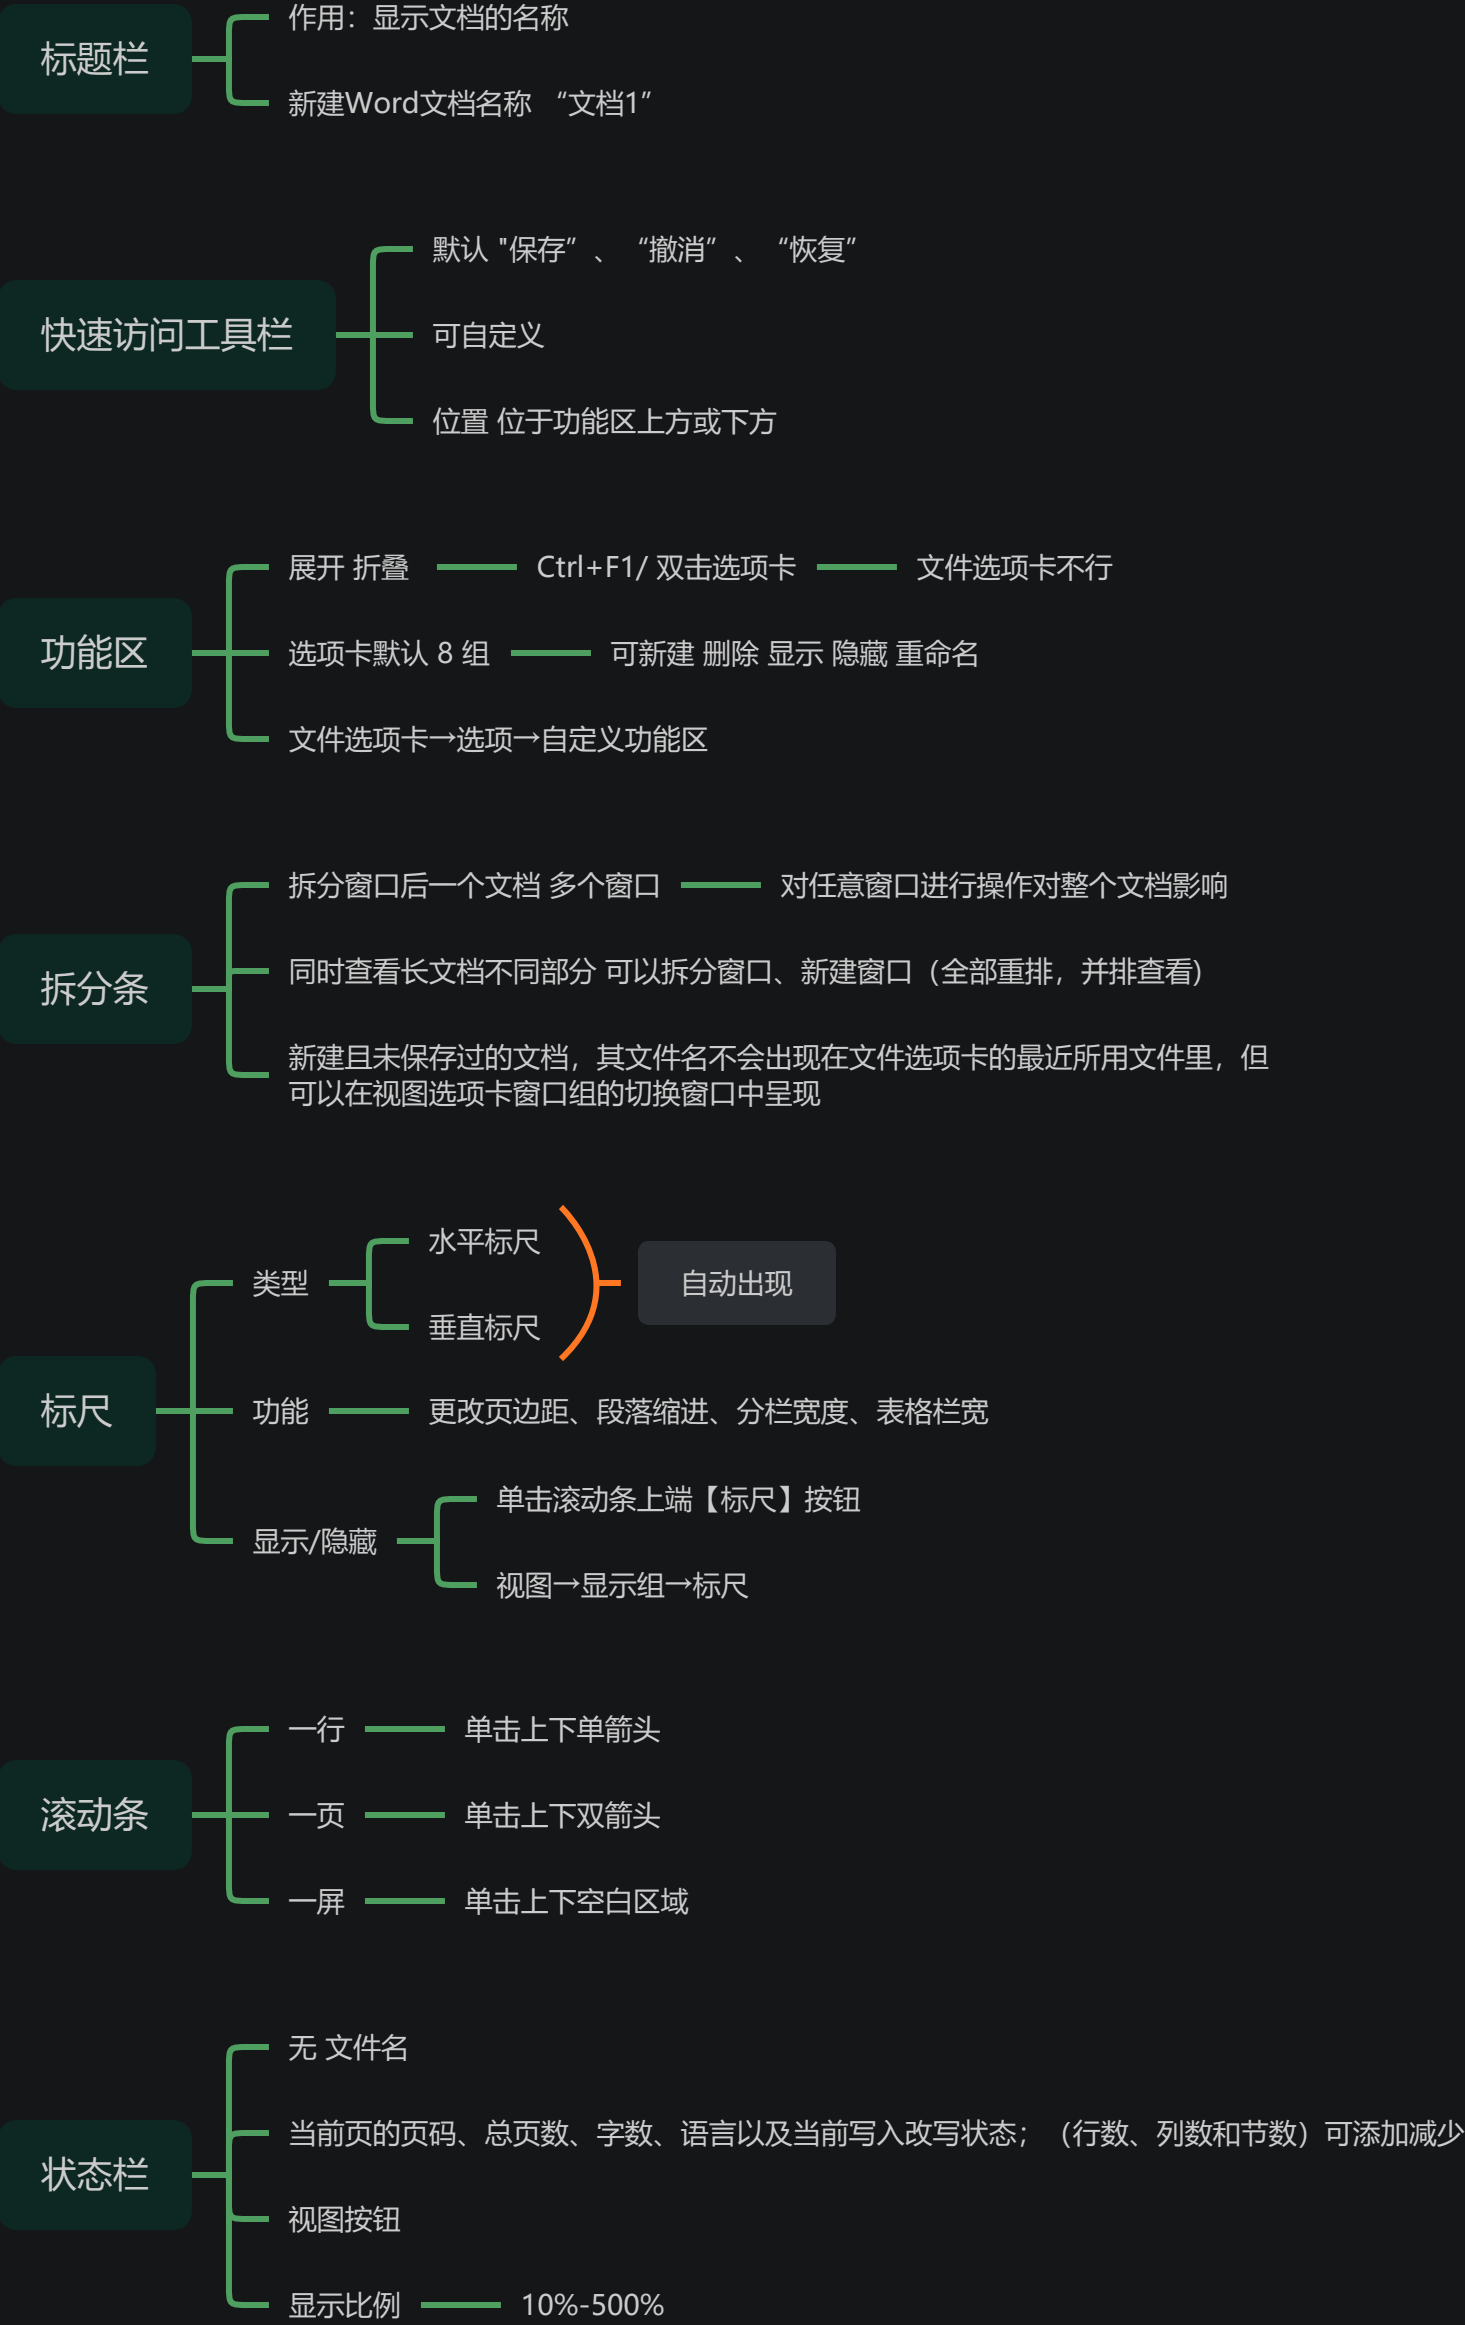 标题栏
作用：显示文档的名称
新建Word文档名称 “文档1”
快速访问工具栏
默认 "保存”、“撤消”、“恢复”
可自定义
位置 位于功能区上方或下方
功能区
展开 折叠
Ctrl+F1/ 双击选项卡
文件选项卡不行
选项卡默认 8 组
可新建 删除 显示 隐藏 重命名
文件选项卡→选项→自定义功能区
拆分条
拆分窗口后一个文档 多个窗口
对任意窗口进行操作对整个文档影响
同时查看长文档不同部分 可以拆分窗口、新建窗口（全部重排，并排查看）
新建且未保存过的文档，其文件名不会出现在文件选项卡的最近所用文件里，但
可以在视图选项卡窗口组的切换窗口中呈现
标尺
类型
水平标尺
垂直标尺
自动出现
功能
更改页边距、段落缩进、分栏宽度、表格栏宽
显示/隐藏
单击滚动条上端【标尺】按钮
视图→显示组→标尺
滚动条
一行
单击上下单箭头
一页
单击上下双箭头
一屏
单击上下空白区域
状态栏
无 文件名
当前页的页码、总页数、字数、语言以及当前写入改写状态；（行数、列数和节数）可添加减少
视图按钮
显示比例
10%-500%